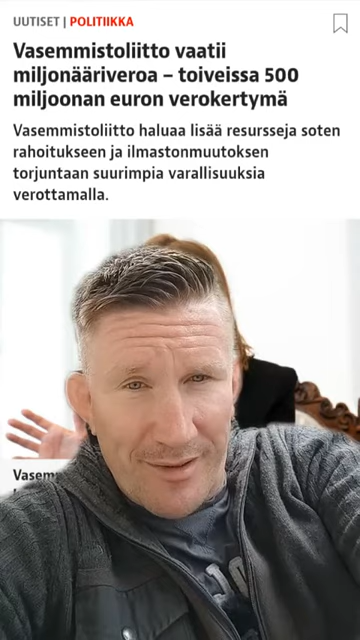 UUTISET | POLITIIKKA
Vasemmistoliitto vaatii
miljonääriveroa – toiveissa 500
miljoonan euron verokertymä
Vasemmistoliitto haluaa lisää resursseja soten
rahoitukseen ja ilmastonmuutoksen
torjuntaan suurimpia varallisuuksia
verottamalla.